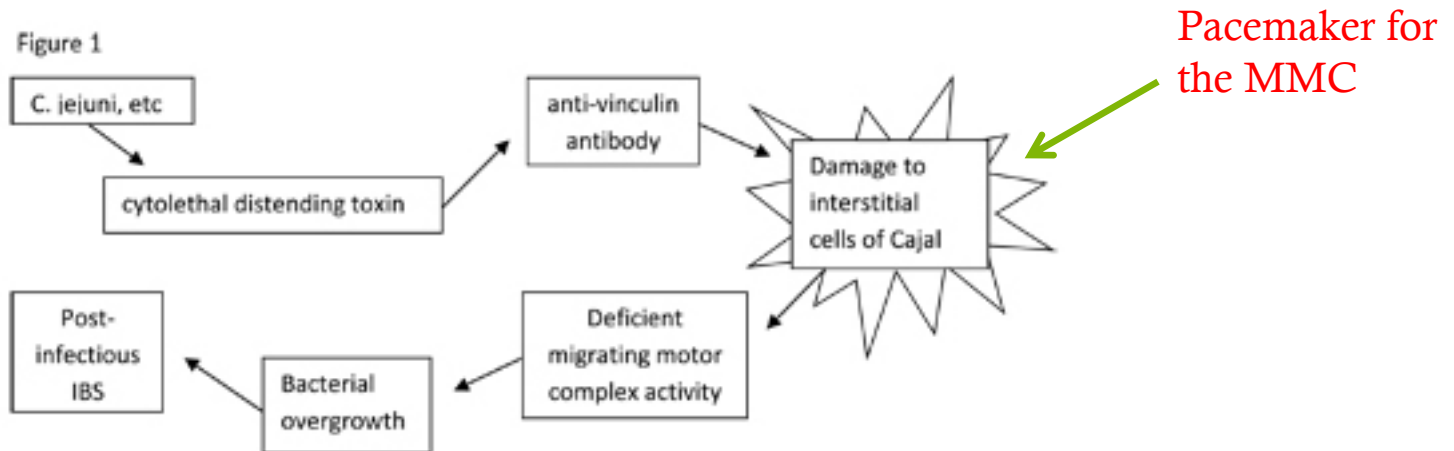 Figure 1
C. jejuni, etc
cytolethal distending toxin
anti-vinculin
antibody
Damage to
interstitial
cells of Cajal
Pacemaker for
the MMC
Deficient
migrating motor
complex activity
Bacterial
overgrowth
Post-
infectious
IBS